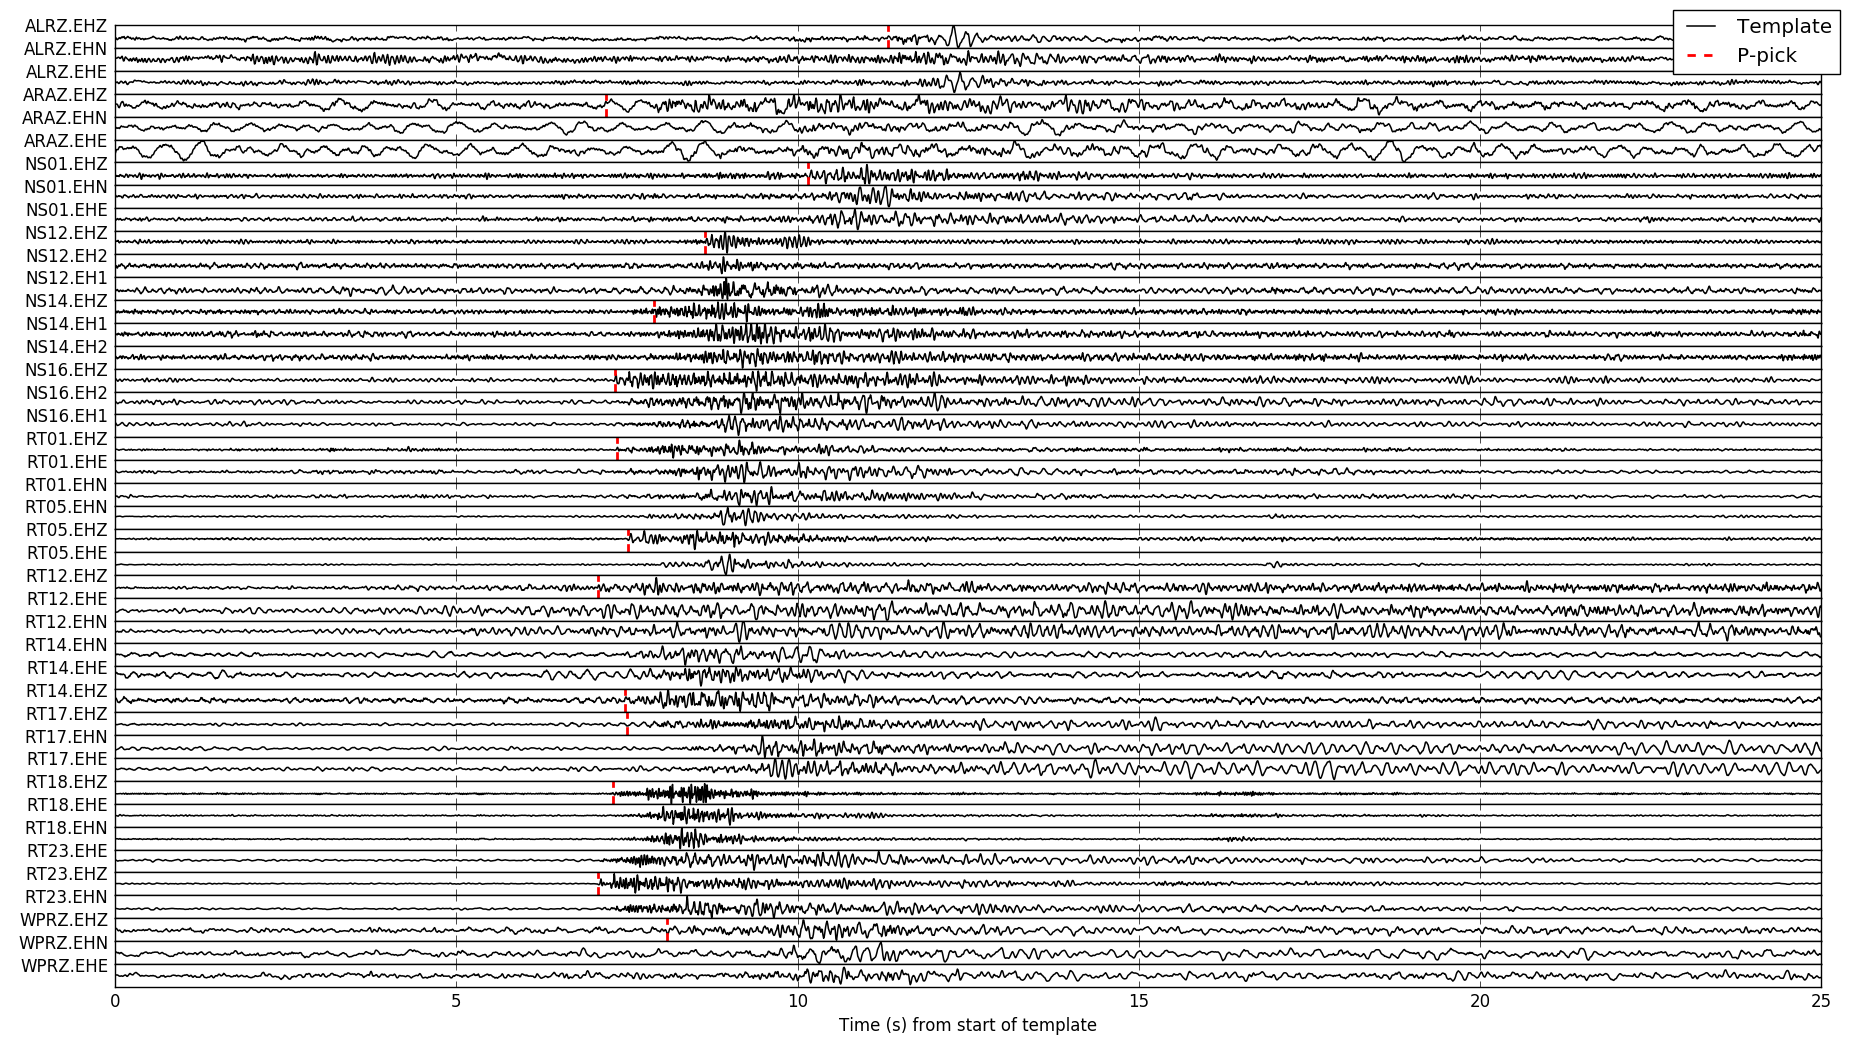 ALRZ.EHZ
ALRZ.EHN
ALRZ.EHE
ARAZ.EHZ
ARAZ.EHN
ARAZ.EHE
NS01.EHZ
NS01.EHN
NS01.EHE
NS12.EHZ
NS12.EH2
NS12.EH1
NS14.EHZ
NS14.EH1
NS14.EH2
NS16.EHZ
NS16.EH2
NS16.EH1
RT01.EHZ
RT01.EHE
RT01.EHN
RT05.EHN
RT05.EHZ
RT05.EHE
RT12.EHZ
RT12.EHE
RT12.EHN
RT14.EHN
RT14.EHE
RT14.EHZ
RT17.EHZ
RT17.EHN
RT17.EHE
RT18.EHZ
RT18.EHE
RT18.EHN
RT23.EHE
RT23.EHZ
RT23.EHN
WPRZ.EHZ
WPRZ.EHN
WPRZ.EHE
Template
P-pick
0 5 10 15 20 25
Time (s) from start of template